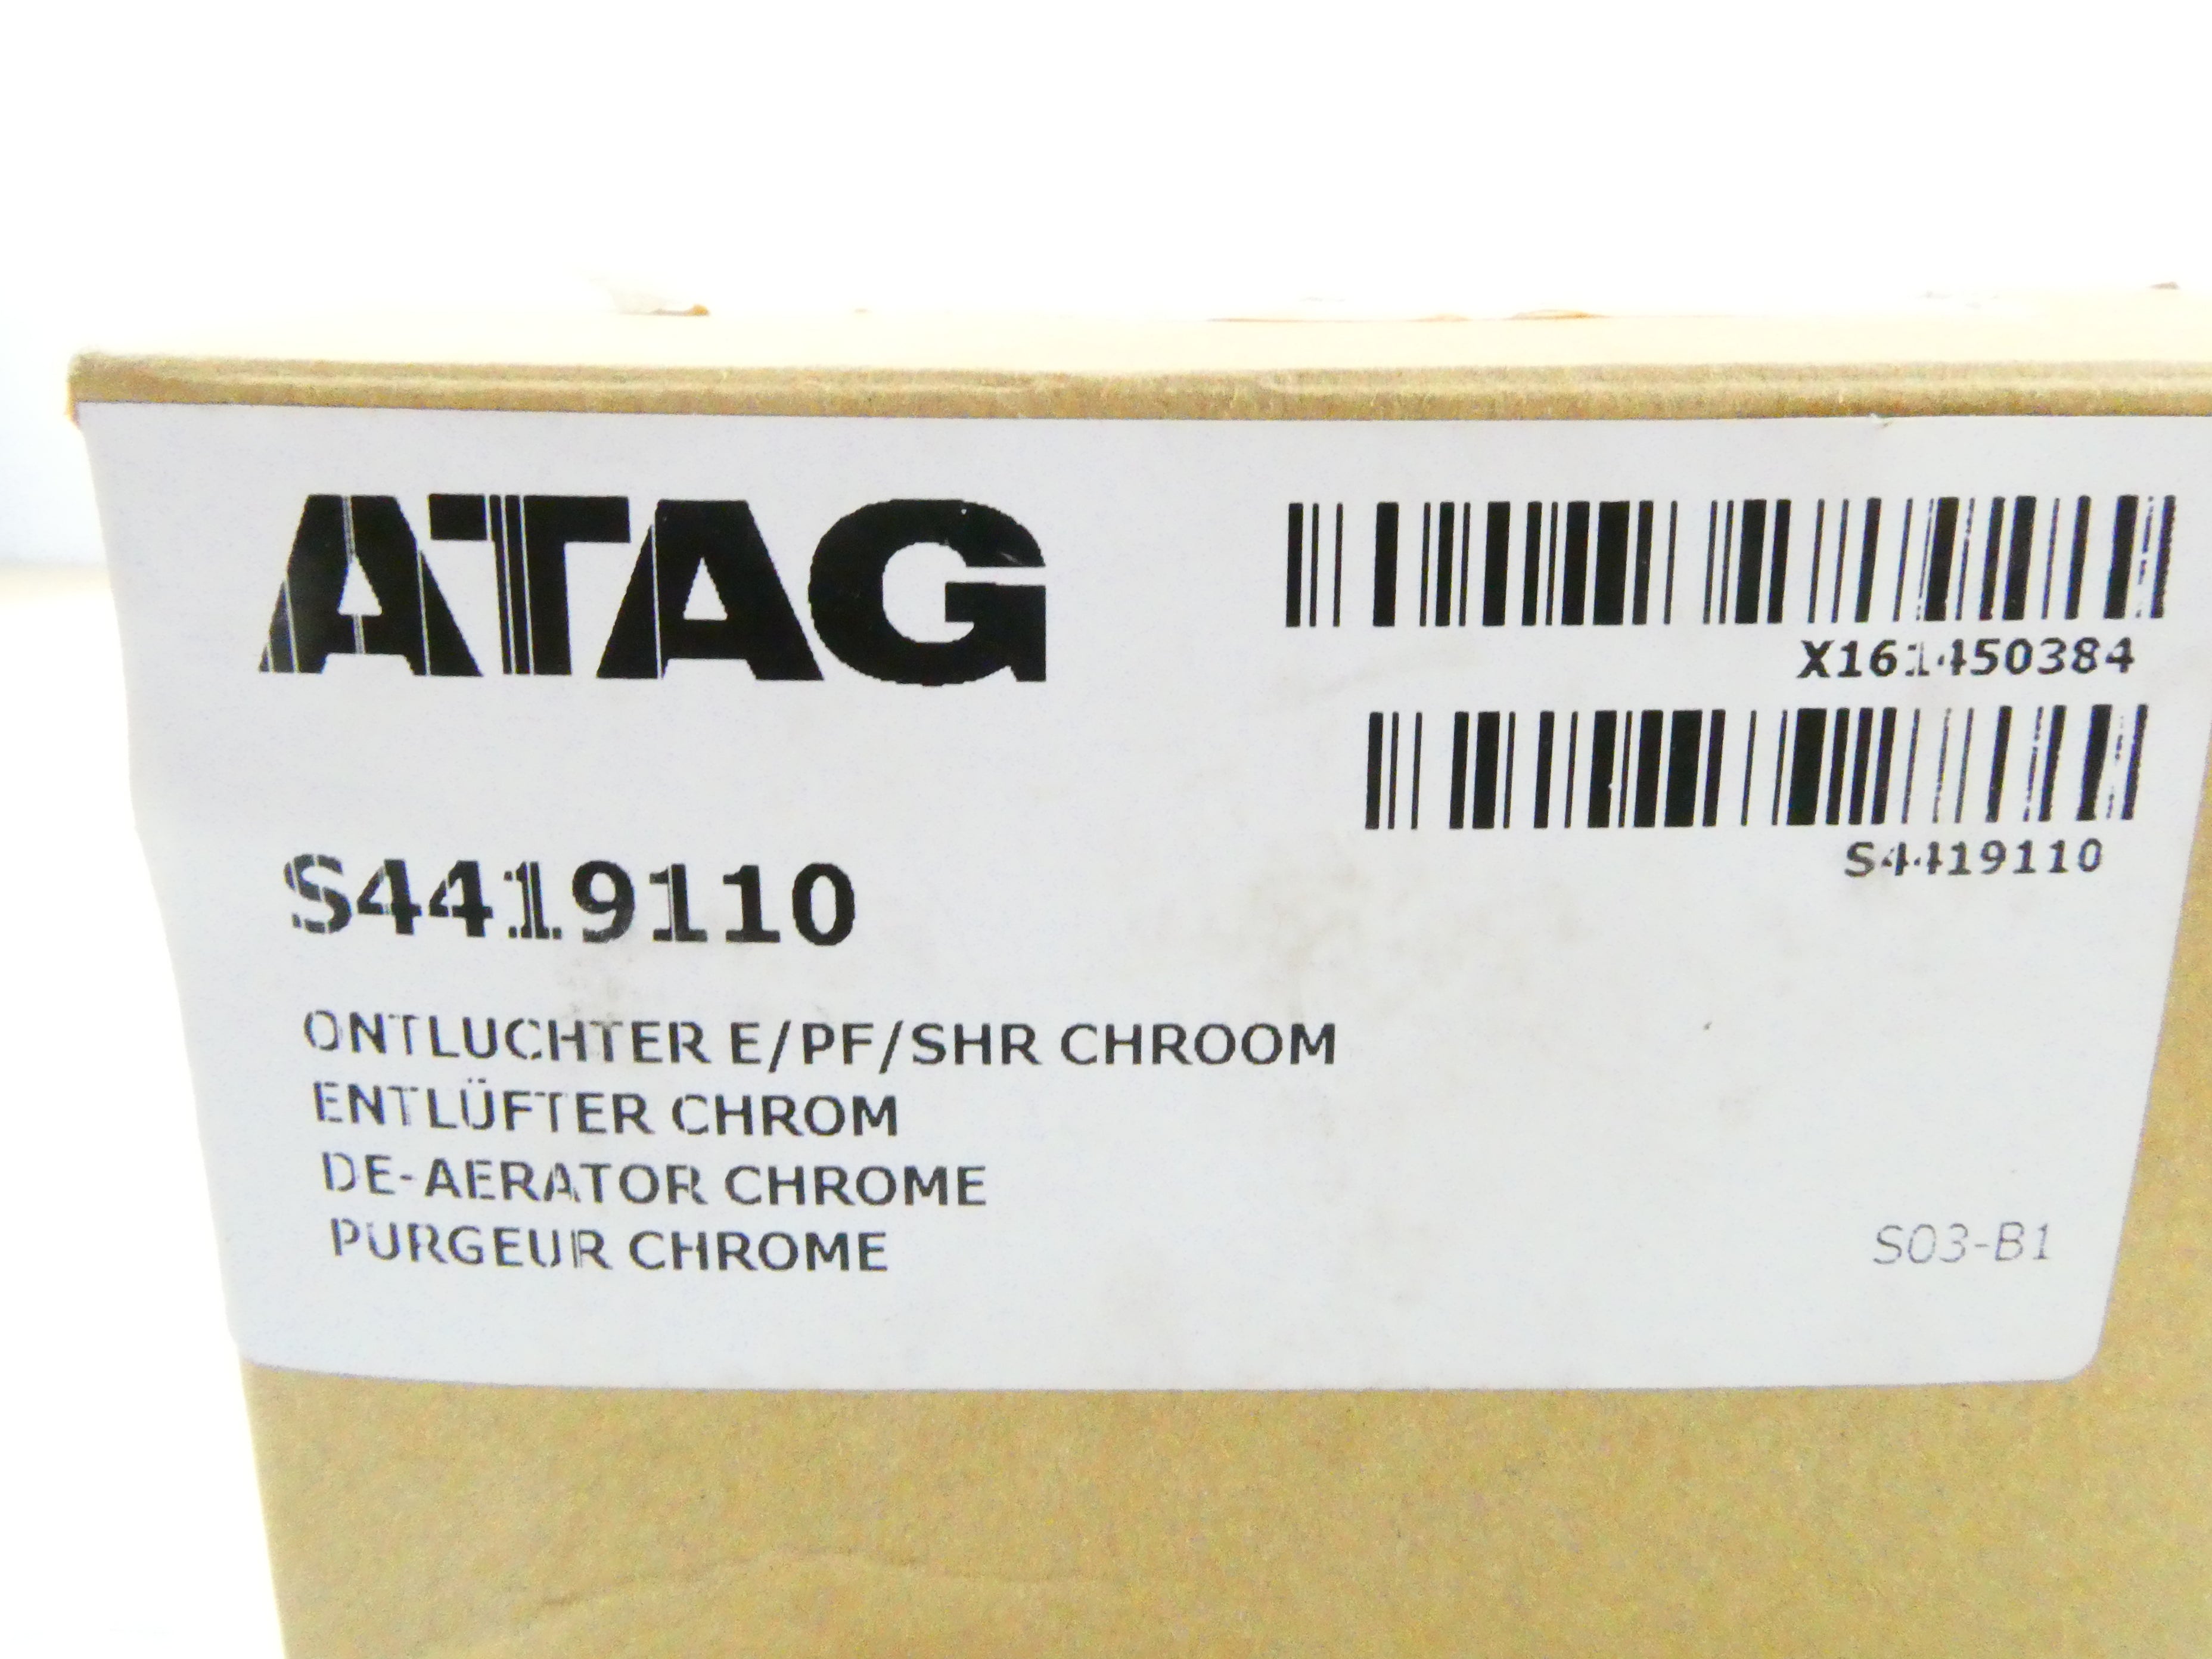 ATAG
X161450384
S4419110
S4419110
ONTLUCHTER E/PF/SHR CHROOM
ENTLÜFTER CHROM
DE-AERATOR CHROME
PURGEUR CHROME
S03-B1